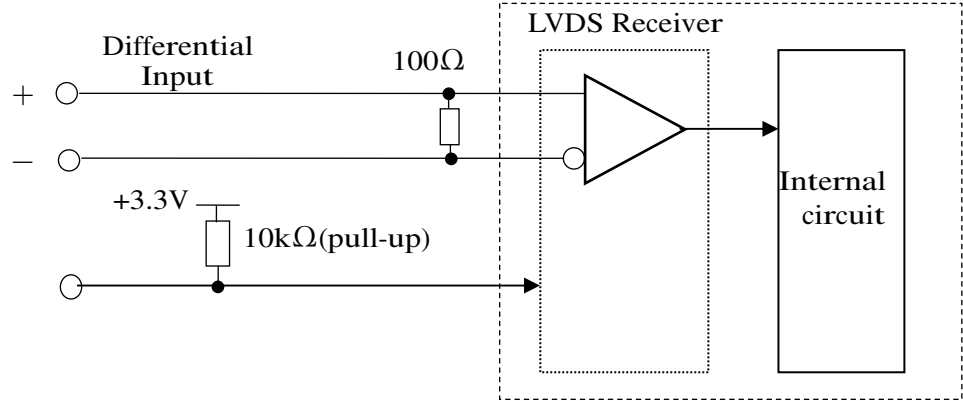 LVDS Receiver
Differential
Input
100Ω
+
−
+3.3V
10kΩ(pull-up)
Internal
circuit